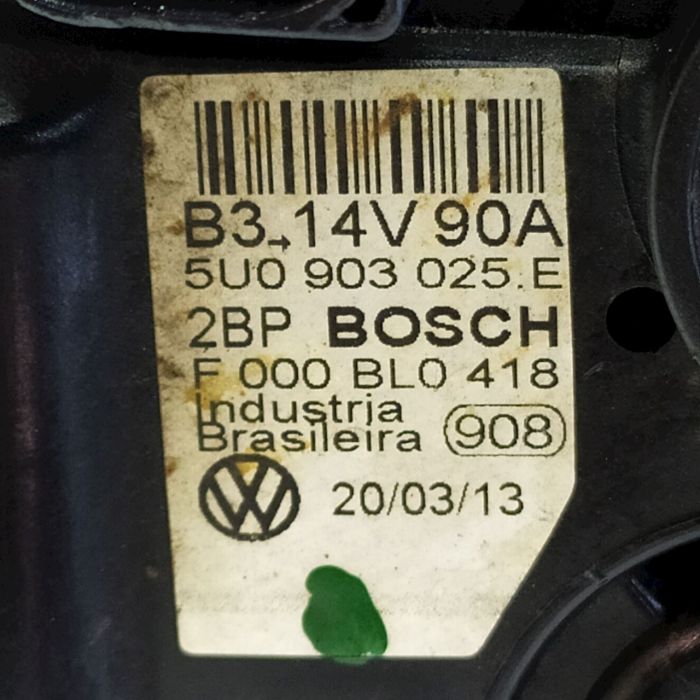 B3→14V 90A
5U0 903 025.E
2BP BOSCH
F 000 BL0 418
Industria
Brasileira 908
20/03/13